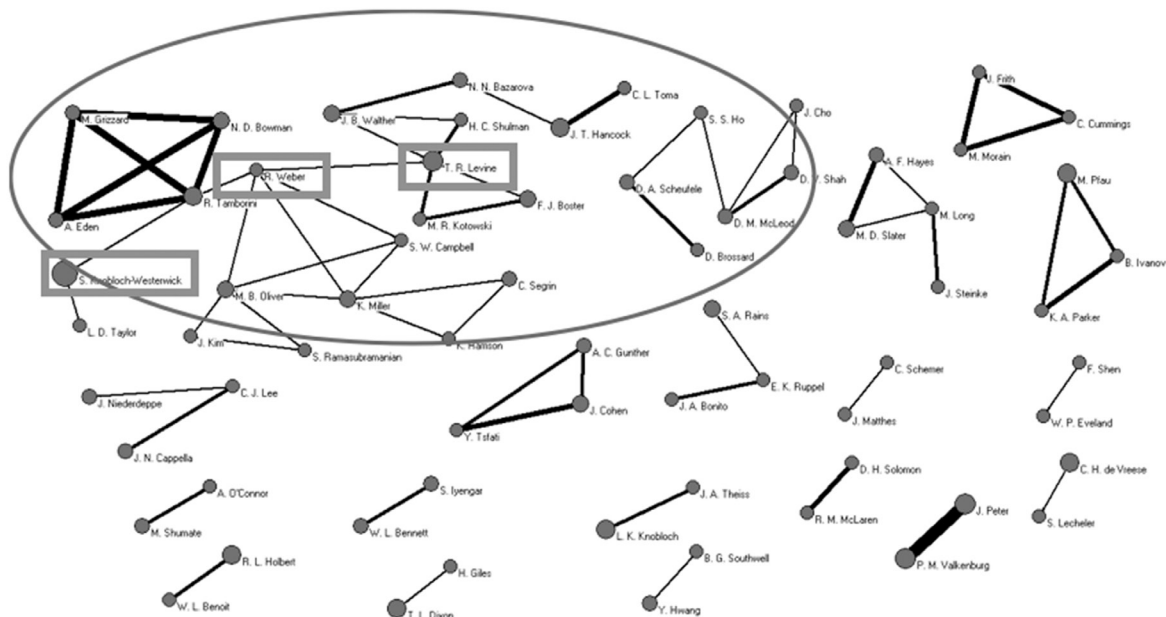 J. Frith
N. N. Bazarova
C. L. Toma
M. Grizzard
N. D. Bowman
J. B. Walther
H. C. Shulman
J. T. Hancock
S. S. Ho
J. Cho
C. Cummings
M. Morain
A. F. Hayes
R. Weber
T. R. Levine
D. V. Shah
M. Pfau
D. A. Scheufele
R. Tamborini
F. J. Boster
A. Eden
M. R. Kotowski
D. M. McLeod
M. Long
M. D. Slater
S. W. Campbell
D. Brossard
B. Ivanov
S. Knobloch-Westerwick
C. Segrin
J. Steinke
M. B. Oliver
K. Miller
S. A. Rains
K. A. Parker
L. D. Taylor
J. Kim
K. Harrison
S. Ramasubramanian
A. C. Gunther
C. Schemer
F. Shen
E. K. Ruppel
C. J. Lee
J. Niederdeppe
J. A. Bonito
J. Cohen
J. Matthes
W. P. Eveland
Y. Tsfati
J. N. Cappella
D. H. Solomon
C. H. de Vreese
A. O'Connor
S. Iyengar
J. A. Theiss
J. Peter
R. M. McLaren
S. Lecheler
M. Shumate
W. L. Bennett
L. K. Knobloch
R. L. Holbert
B. G. Southwell
P. M. Valkenburg
H. Giles
W. L. Benoit
Y. Hwang
T. L. Dixon